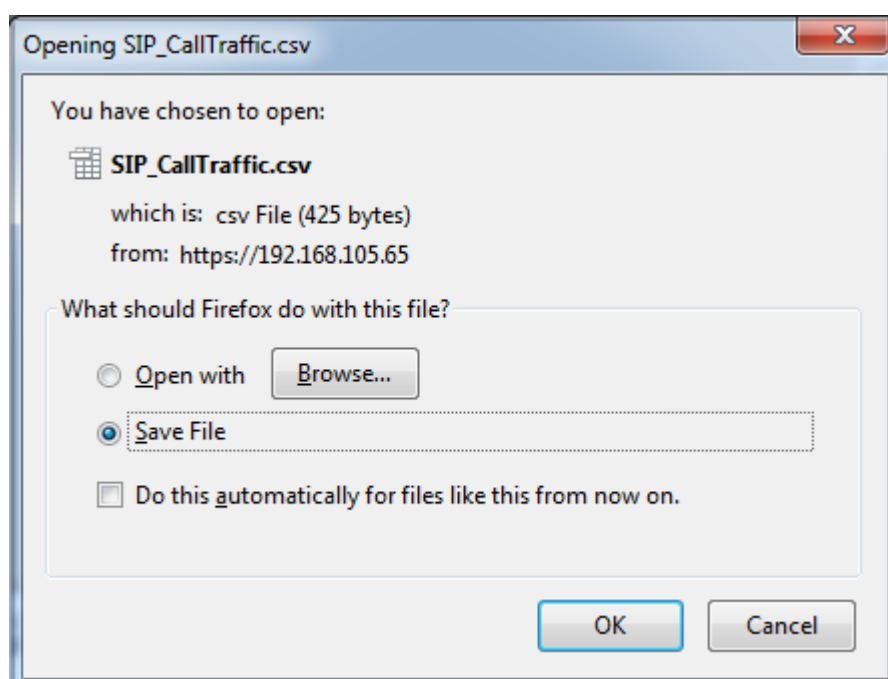 Opening SIP_CallTraffic.csv
You have chosen to open:
SIP_CallTraffic.csv
which is: csv File (425 bytes)
from: https://192.168.105.65
What should Firefox do with this file?
Open with Browse...
Save File
Do this automatically for files like this from now on.
OK Cancel